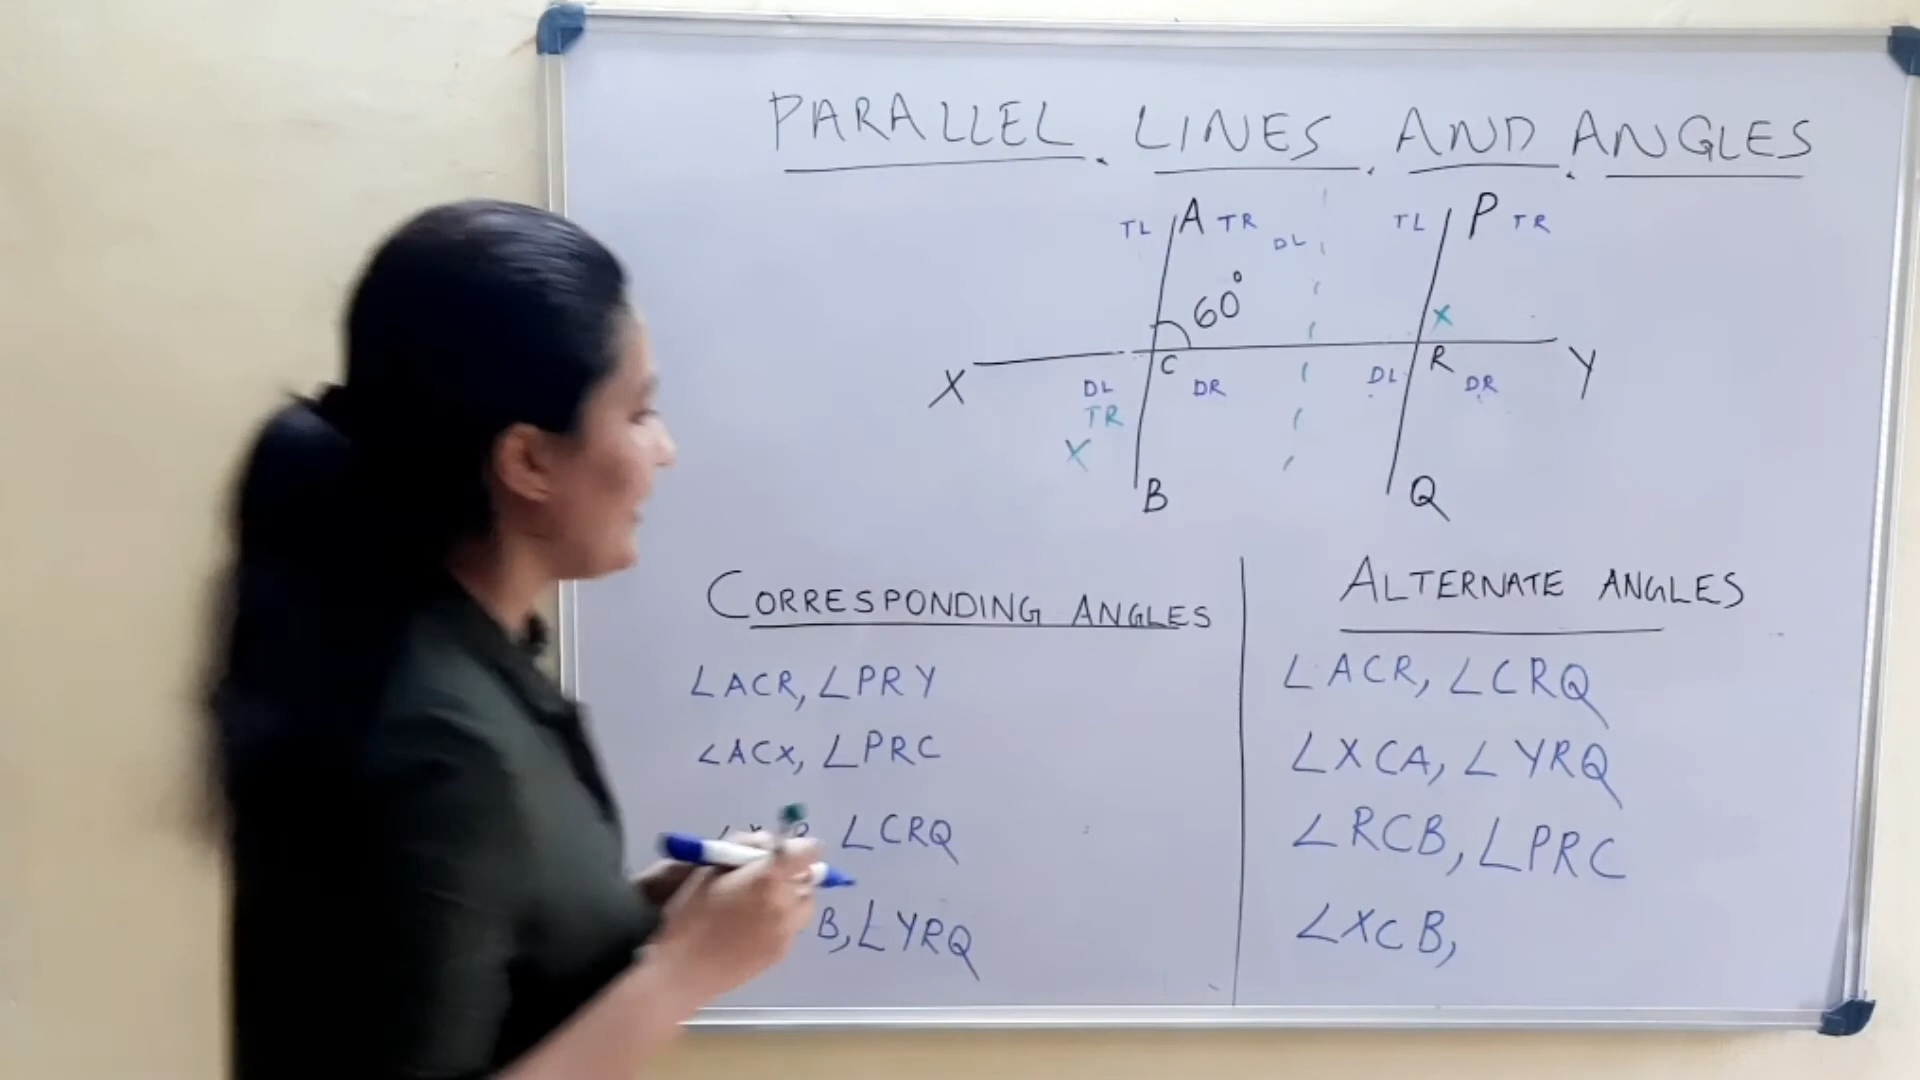 PARALLEL LINES AND ANGLES
TL A TR DL TL P TR
60°
X
X C R Y
DL DR DL DR
TR
X
B Q
CORRESPONDING ANGLES
∠ACR, ∠PRY
∠ACX, ∠PRC
∠CRQ
B, ∠YRQ
ALTERNATE ANGLES
∠ACR, ∠CRQ
∠XCA, ∠YRQ
∠RCB, ∠PRC
∠XCB,